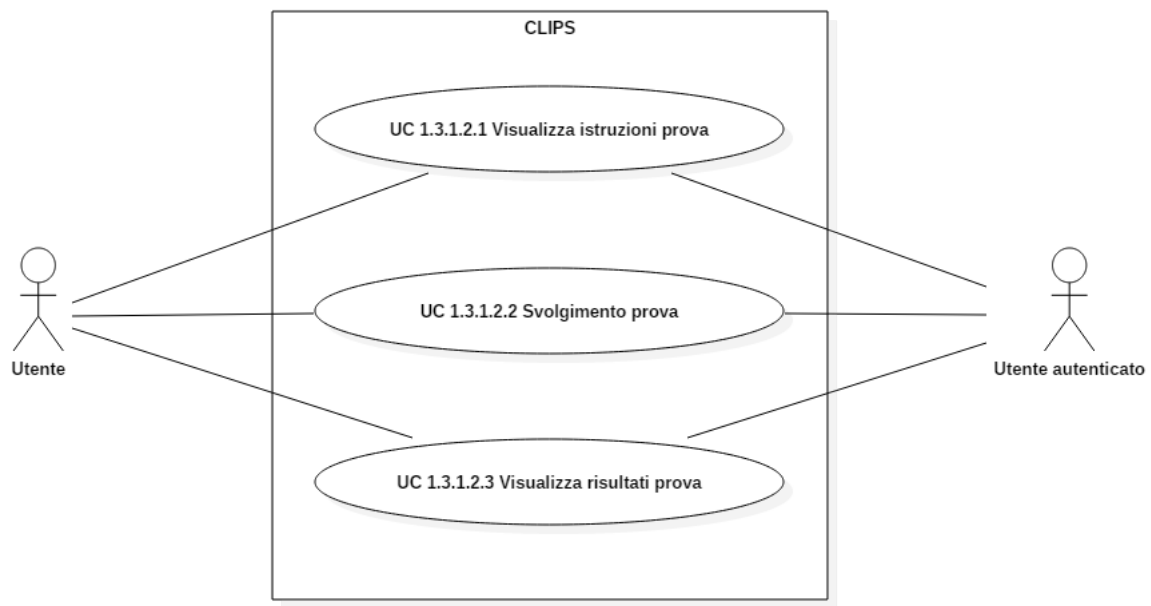 CLIPS
UC 1.3.1.2.1 Visualizza istruzioni prova
UC 1.3.1.2.2 Svolgimento prova
Utente
Utente autenticato
UC 1.3.1.2.3 Visualizza risultati prova